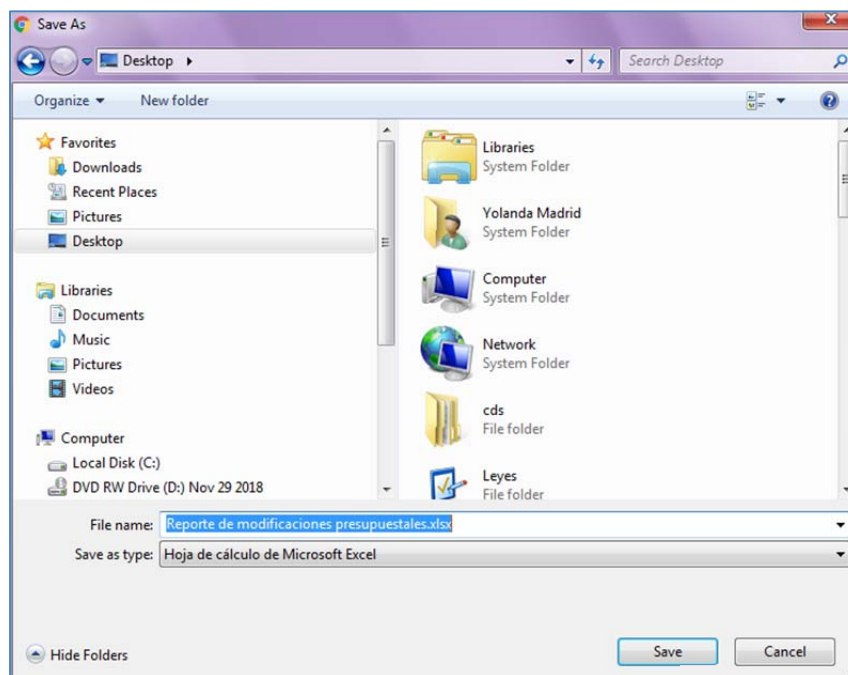 Save As
Desktop
Search Desktop
Organize
New folder
Favorites
Downloads
Recent Places
Pictures
Desktop
Libraries
Documents
Music
Pictures
Videos
Computer
Local Disk (C:)
DVD RW Drive (D:) Nov 29 2018
Libraries
System Folder
Yolanda Madrid
System Folder
Computer
System Folder
Network
System Folder
cds
File folder
Leyes
File folder
File name: Reporte de modificaciones presupuestales.xlsx
Save as type: Hoja de cálculo de Microsoft Excel
Hide Folders
Save
Cancel